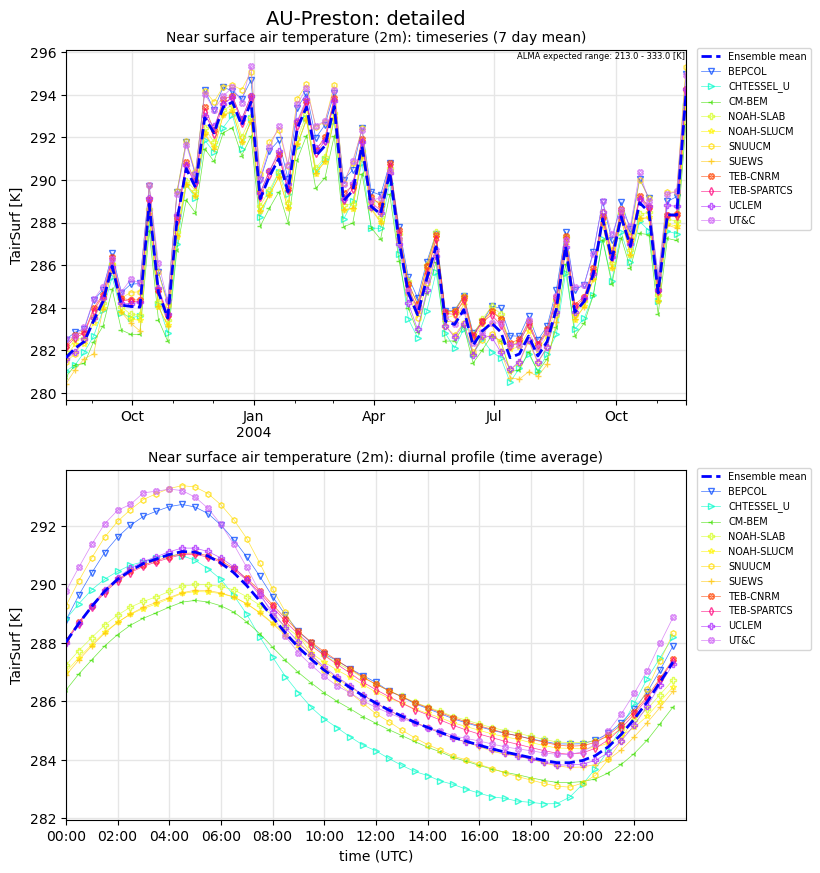 AU-Preston: detailed
Near surface air temperature (2m): timeseries (7 day mean)
ALMA expected range: 213.0 - 333.0 [K]
TairSurf [K]
296
294
292
290
288
286
284
282
280
Oct
Jan
2004
Apr
Jul
Oct
Ensemble mean
BEPCOL
CHTESSEL_U
CM-BEM
NOAH-SLAB
NOAH-SLUCM
SNUUCM
SUEWS
TEB-CNRM
TEB-SPARTCS
UCLEM
UT&C
Near surface air temperature (2m): diurnal profile (time average)
TairSurf [K]
292
290
288
286
284
282
00:00
02:00
04:00
06:00
08:00
10:00
12:00
14:00
16:00
18:00
20:00
22:00
time (UTC)
Ensemble mean
BEPCOL
CHTESSEL_U
CM-BEM
NOAH-SLAB
NOAH-SLUCM
SNUUCM
SUEWS
TEB-CNRM
TEB-SPARTCS
UCLEM
UT&C